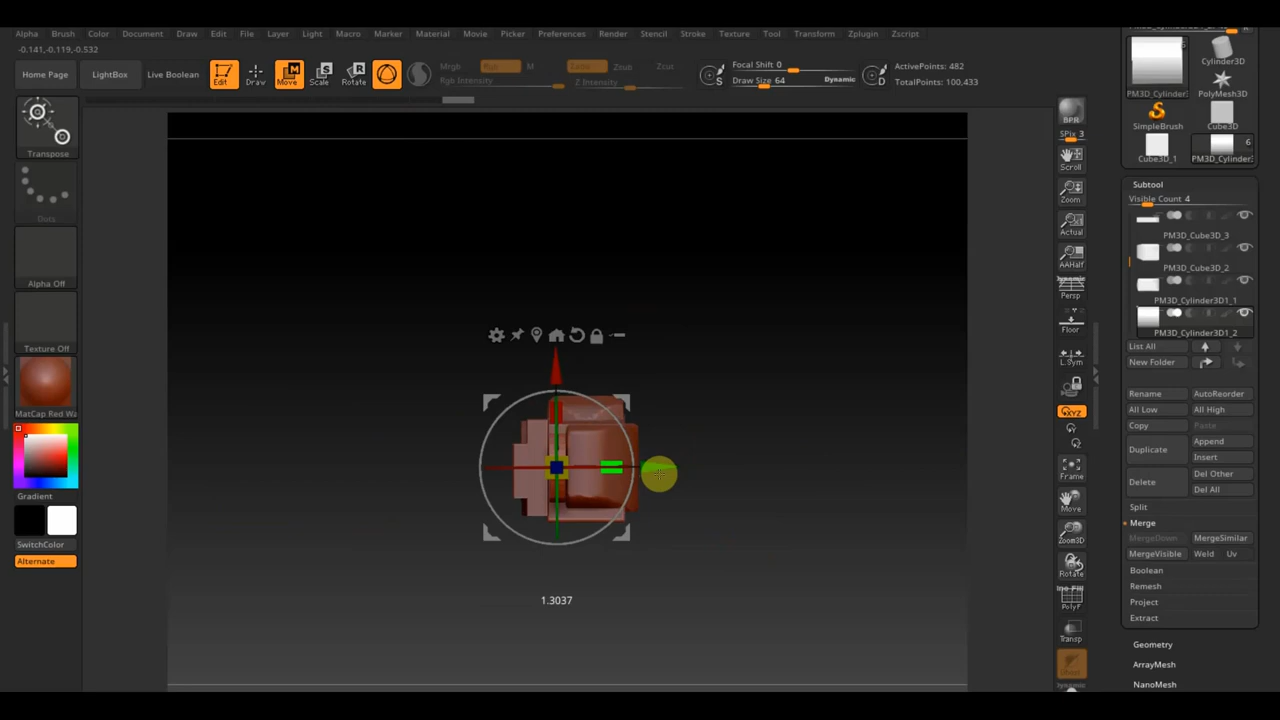 Alpha Brush Color Document Draw Edit File Layer Light Macro Marker Material Movie Picker Preferences Render Stencil Stroke Texture Tool Transform Zplugin Zscript
-0.141,-0.119,-0.532
Home Page
LightBox
Live Boolean
Edit
Draw
Move
Scale
Rotate
Mrgb Rgb M
Rgb Intensity
Zadd Zsub Zcut
Z Intensity
S
Focal Shift 0
Draw Size 64
Dynamic
D
ActivePoints: 482
TotalPoints: 100,433
Transpose
Dots
Alpha Off
Texture Off
MatCap Red Wa
Gradient
SwitchColor
Alternate
1.3037
BPR
SPix 3
Scroll
Zoom
Actual
AAHalf
Dynamic
Persp
Floor
L.Sym
XYZ
Frame
Move
Zoom3D
Rotate
PolyF
Transp
Dynamic
6
PM3D_Cylinder
Cylinder3D
PolyMesh3D
SimpleBrush
Cube3D
Cube3D_1
6
PM3D_Cylinder:
Subtool
Visible Count 4
PM3D_Cube3D_3
PM3D_Cube3D_2
PM3D_Cylinder3D1_1
PM3D_Cylinder3D1_2
List All
New Folder
Rename AutoReorder
All Low All High
Copy Paste
Duplicate Append
Insert
Delete Del Other
Del All
Split
Merge
MergeDown MergeSimilar
MergeVisible Weld Uv
Boolean
Remesh
Project
Extract
Geometry
ArrayMesh
NanoMesh